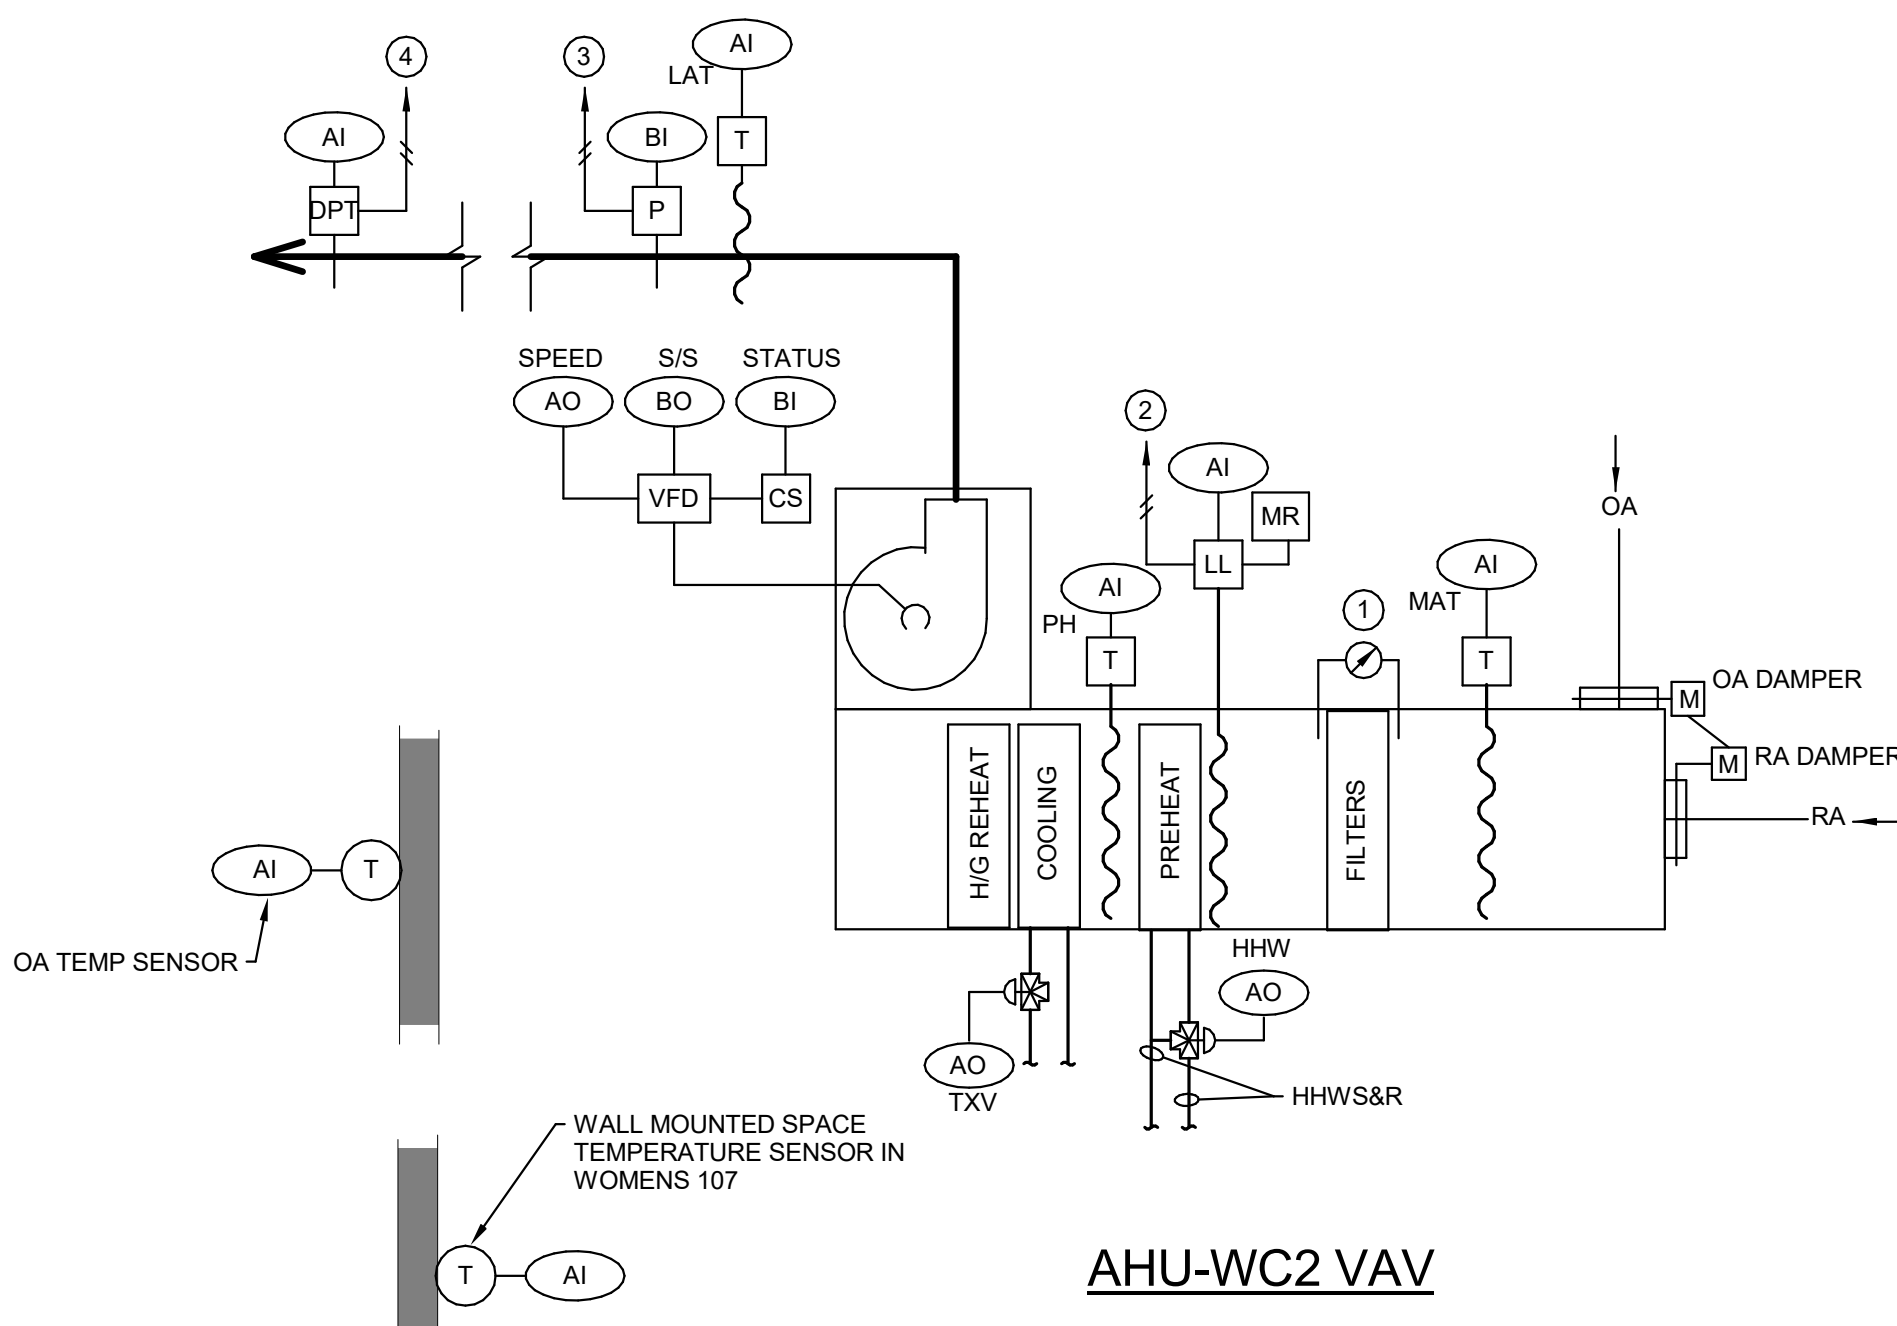 4
3
AI
LAT
AI
BI
T
DPT
P
SPEED
S/S
STATUS
AO
BO
BI
2
AI
VFD
CS
MR
OA
LL
AI
AI
MAT
1
PH
T
T
OA DAMPER
M
RA DAMPER
M
H/G REHEAT
COOLING
PREHEAT
FILTERS
RA
AI
T
OA TEMP SENSOR
HHW
AO
AO
TXV
HHWS&R
WALL MOUNTED SPACE
TEMPERATURE SENSOR IN
WOMENS 107
T
AI
AHU-WC2 VAV